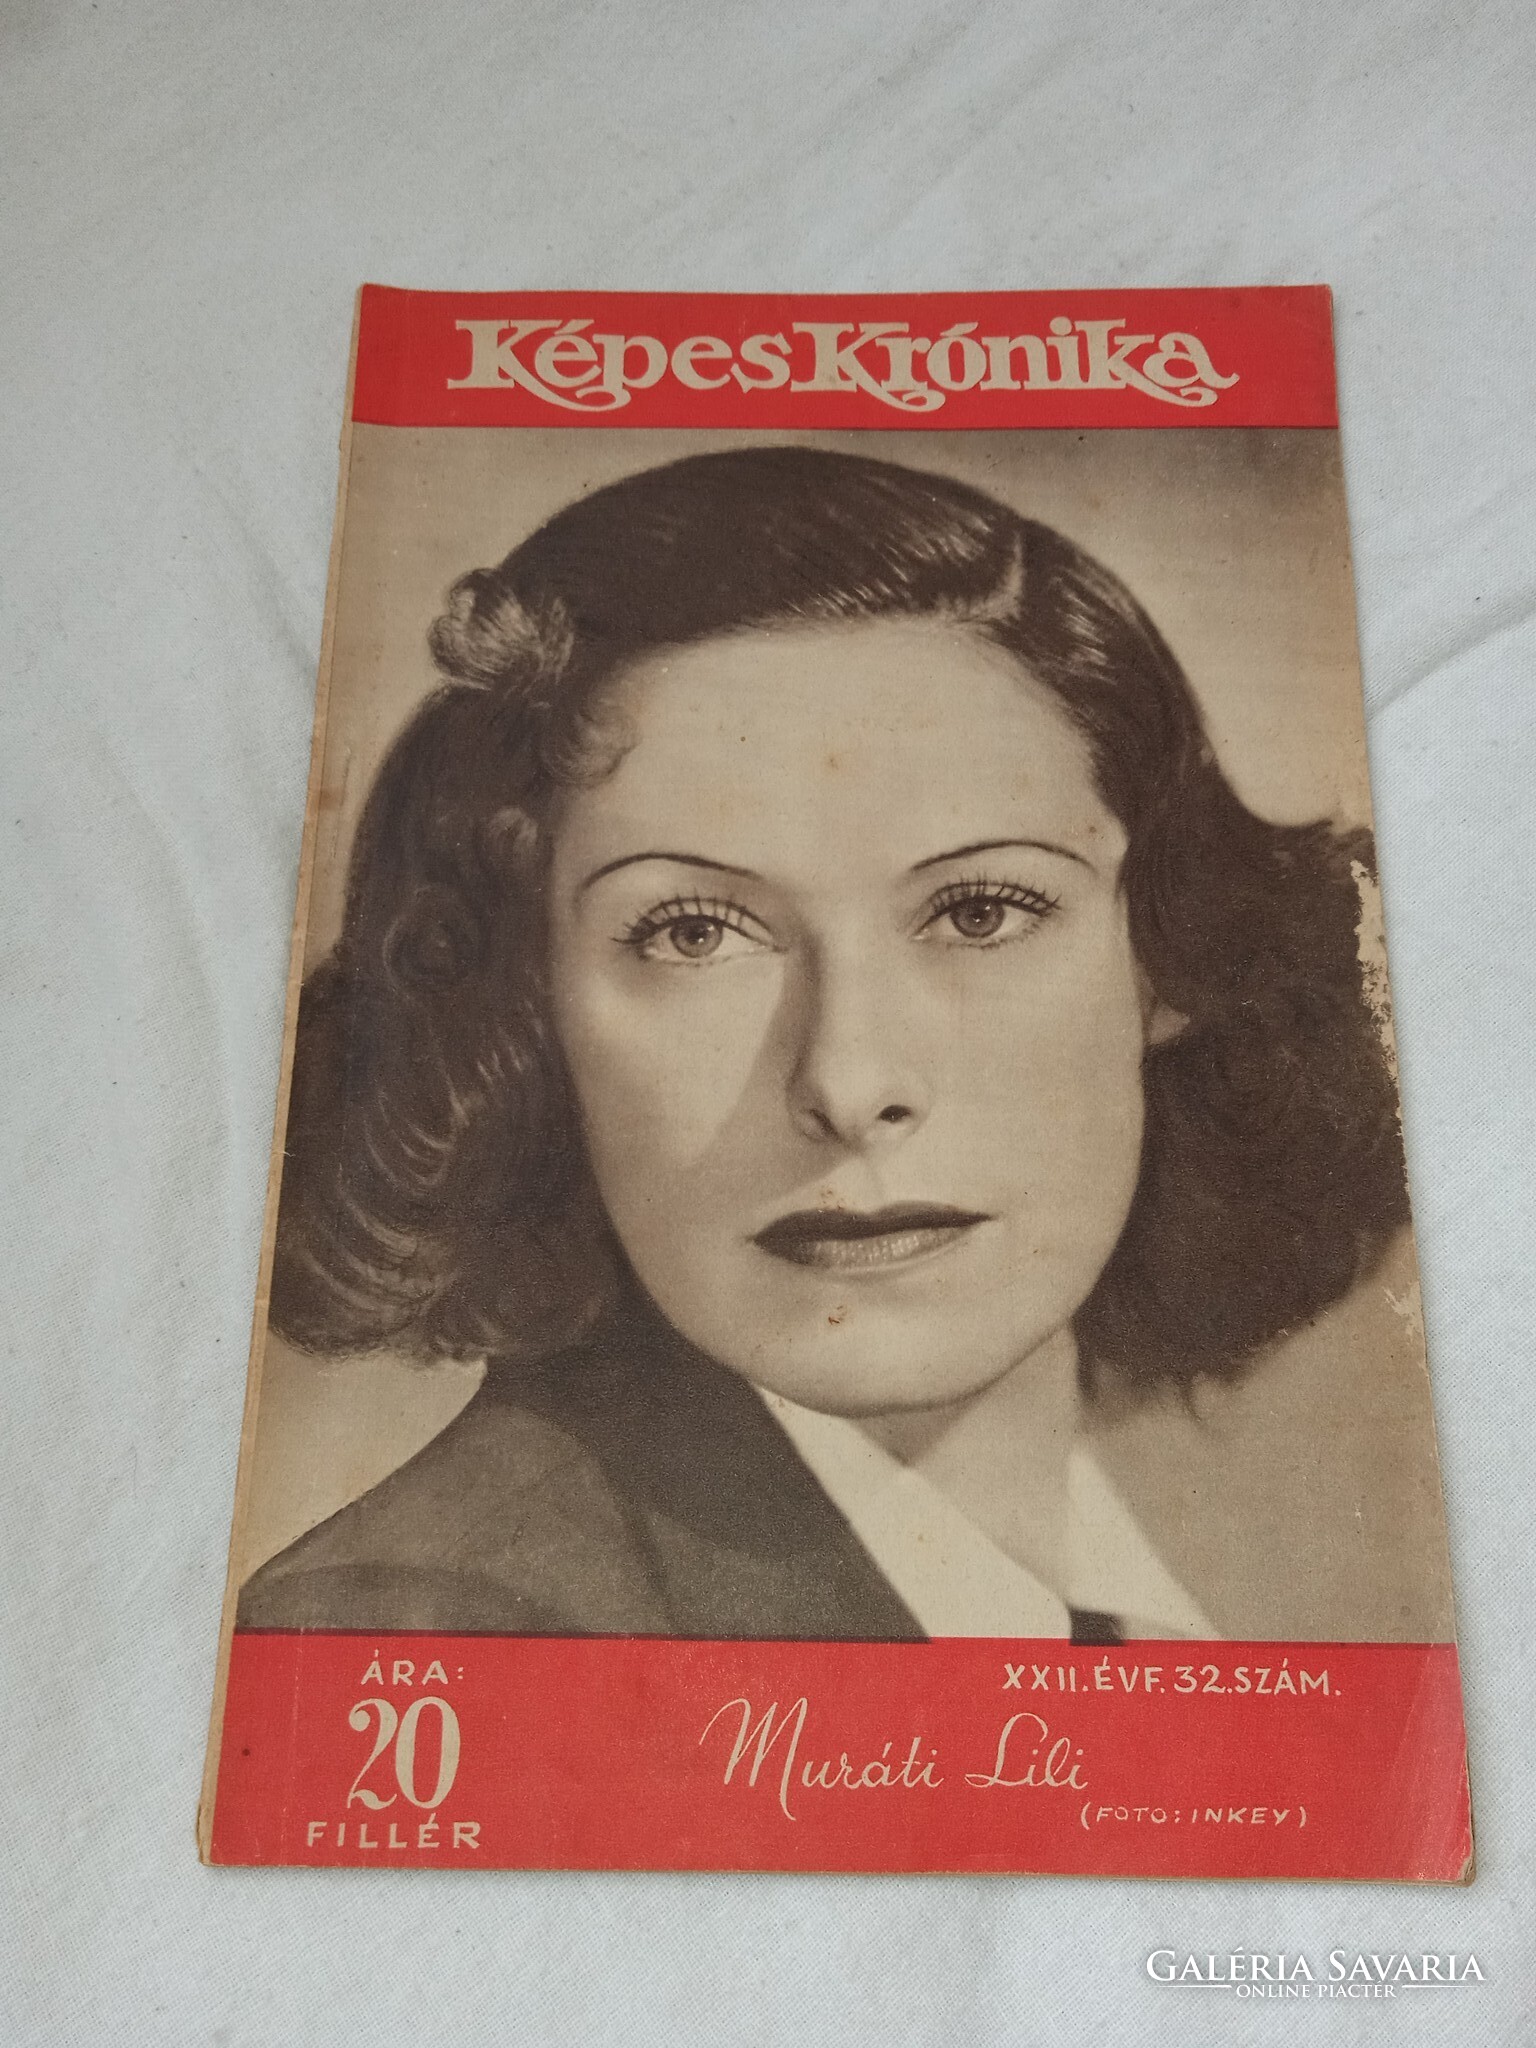 Képes Krónika
ÁRA:
20
FILLÉR
XXII. ÉVF. 32. SZÁM.
Muráti Lili
(FOTO: INKEY)
GALÉRIA SAVARIA
ONLINE PIACTÉR